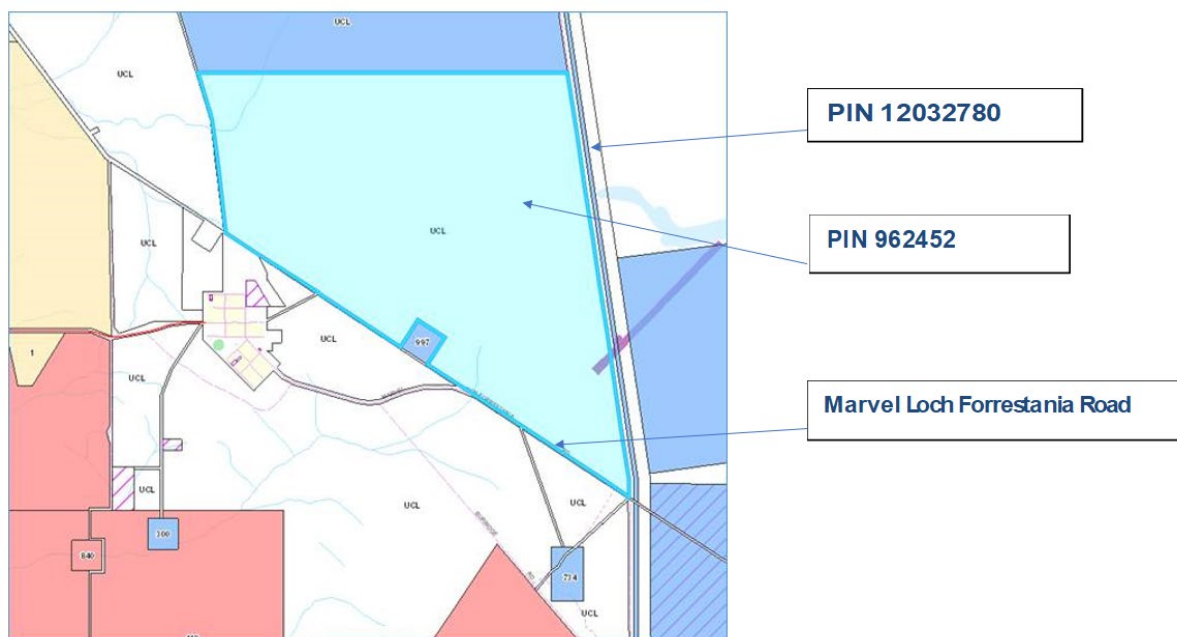 UCL
UCL
PIN 12032780
UCL
PIN 962452
UCL
997
UCL
1
UCL
Marvel Loch Forrestania Road
UCL
UCL
UCL
300
840
714
UCL